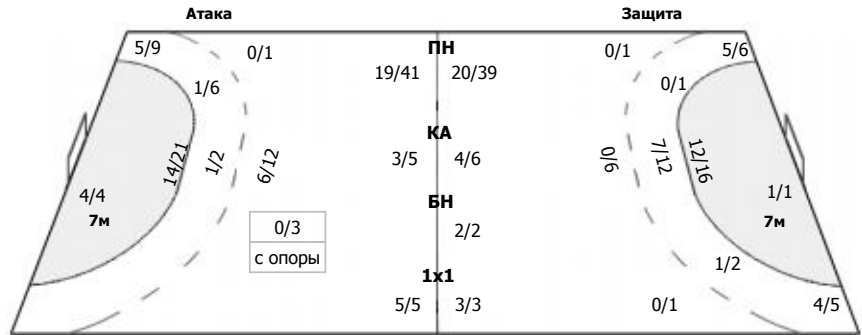 Атака Защита
5/9 0/1 ПН 0/1 5/6
19/41 20/39
1/6 0/1
КА
14/21 1/2 6/12 3/5 4/6 0/6 7/12 12/16
4/4 1/1
7м БН 7м
0/3 2/2
с опоры
1/2
1х1
5/5 3/3 0/1 4/5